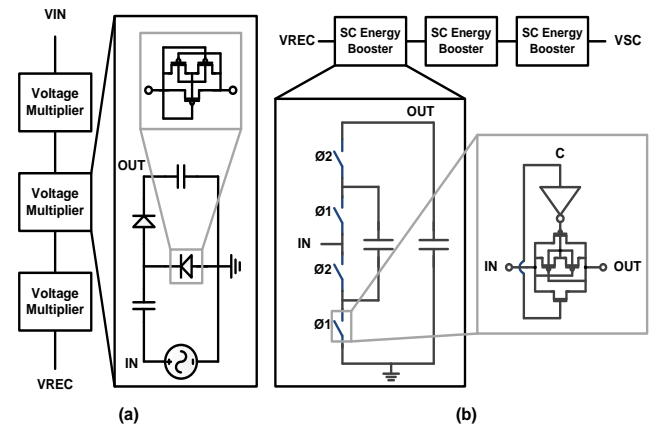 VIN
Voltage
Multiplier
Voltage
Multiplier
Voltage
Multiplier
VREC
OUT
IN
(a)
VREC
SC Energy
Booster
SC Energy
Booster
SC Energy
Booster
VSC
OUT
Ø2
Ø1
IN
Ø2
Ø1
C
IN
OUT
(b)